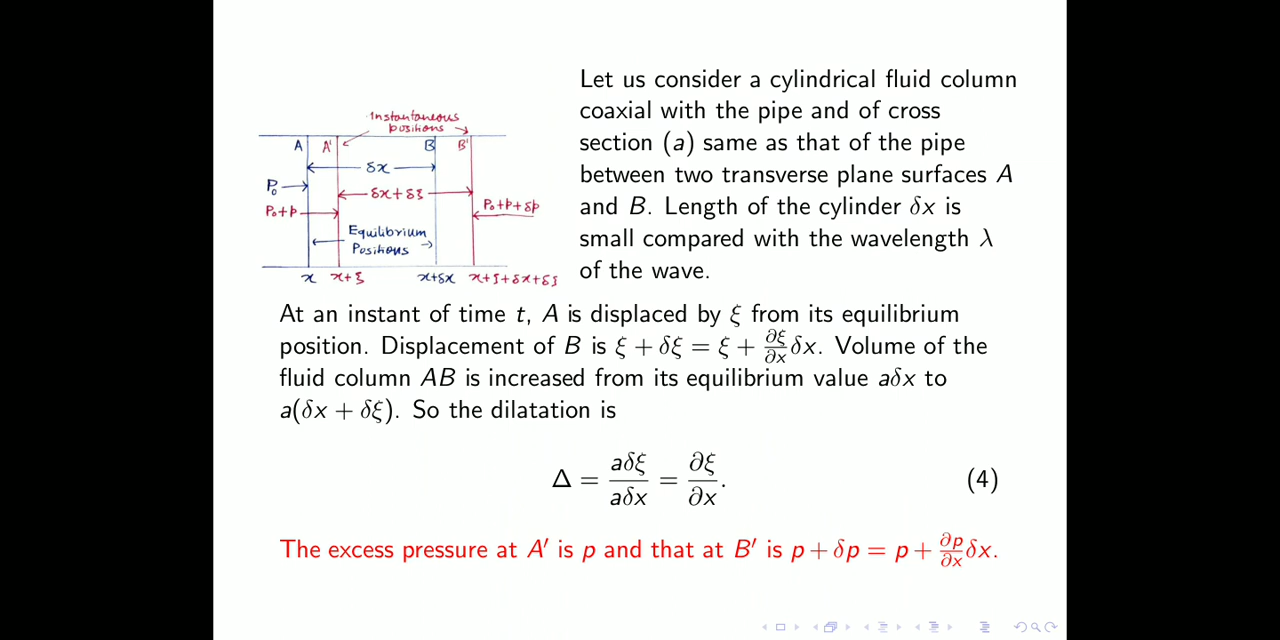 Let us consider a cylindrical fluid column
coaxial with the pipe and of cross
section (a) same as that of the pipe
between two transverse plane surfaces A
and B. Length of the cylinder δx is
small compared with the wavelength λ
of the wave.
Instantaneous
positions
A A' B B'
δx
P₀
δx+δξ
P₀+p
P₀+p+δp
Equilibrium
Positions
x x+ξ x+δx x+ξ+δx+δξ
At an instant of time t, A is displaced by ξ from its equilibrium
position. Displacement of B is ξ + δξ = ξ + ∂ξ/∂x δx. Volume of the
fluid column AB is increased from its equilibrium value aδx to
a(δx + δξ). So the dilatation is
Δ = aδξ/aδx = ∂ξ/∂x. (4)
The excess pressure at A′ is p and that at B′ is p + δp = p + ∂p/∂x δx.